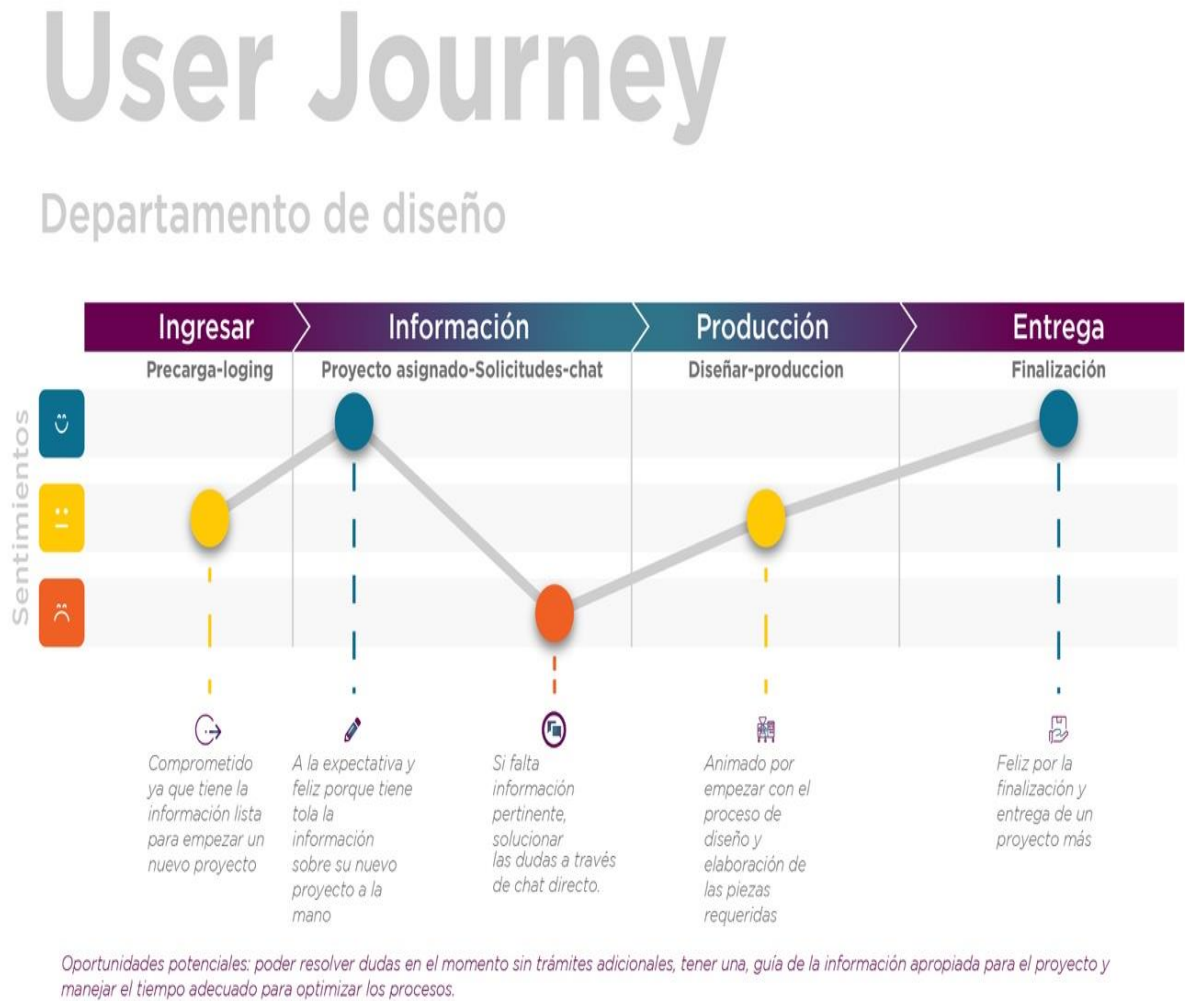 User Journey
Departamento de diseño
Ingresar
Información
Producción
Entrega
Precarga-loging
Proyecto asignado-Solicitudes-chat
Diseñar-produccion
Finalización
Sentimientos
Comprometido
ya que tiene la
información lista
para empezar un
nuevo proyecto
A la expectativa y
feliz porque tiene
tola la
información
sobre su nuevo
proyecto a la
mano
Si falta
información
pertinente,
solucionar
las dudas a través
de chat directo.
Animado por
empezar con el
proceso de
diseño y
elaboración de
las piezas
requeridas
Feliz por la
finalización y
entrega de un
proyecto más
Oportunidades potenciales: poder resolver dudas en el momento sin trámites adicionales, tener una, guía de la información apropiada para el proyecto y
manejar el tiempo adecuado para optimizar los procesos.